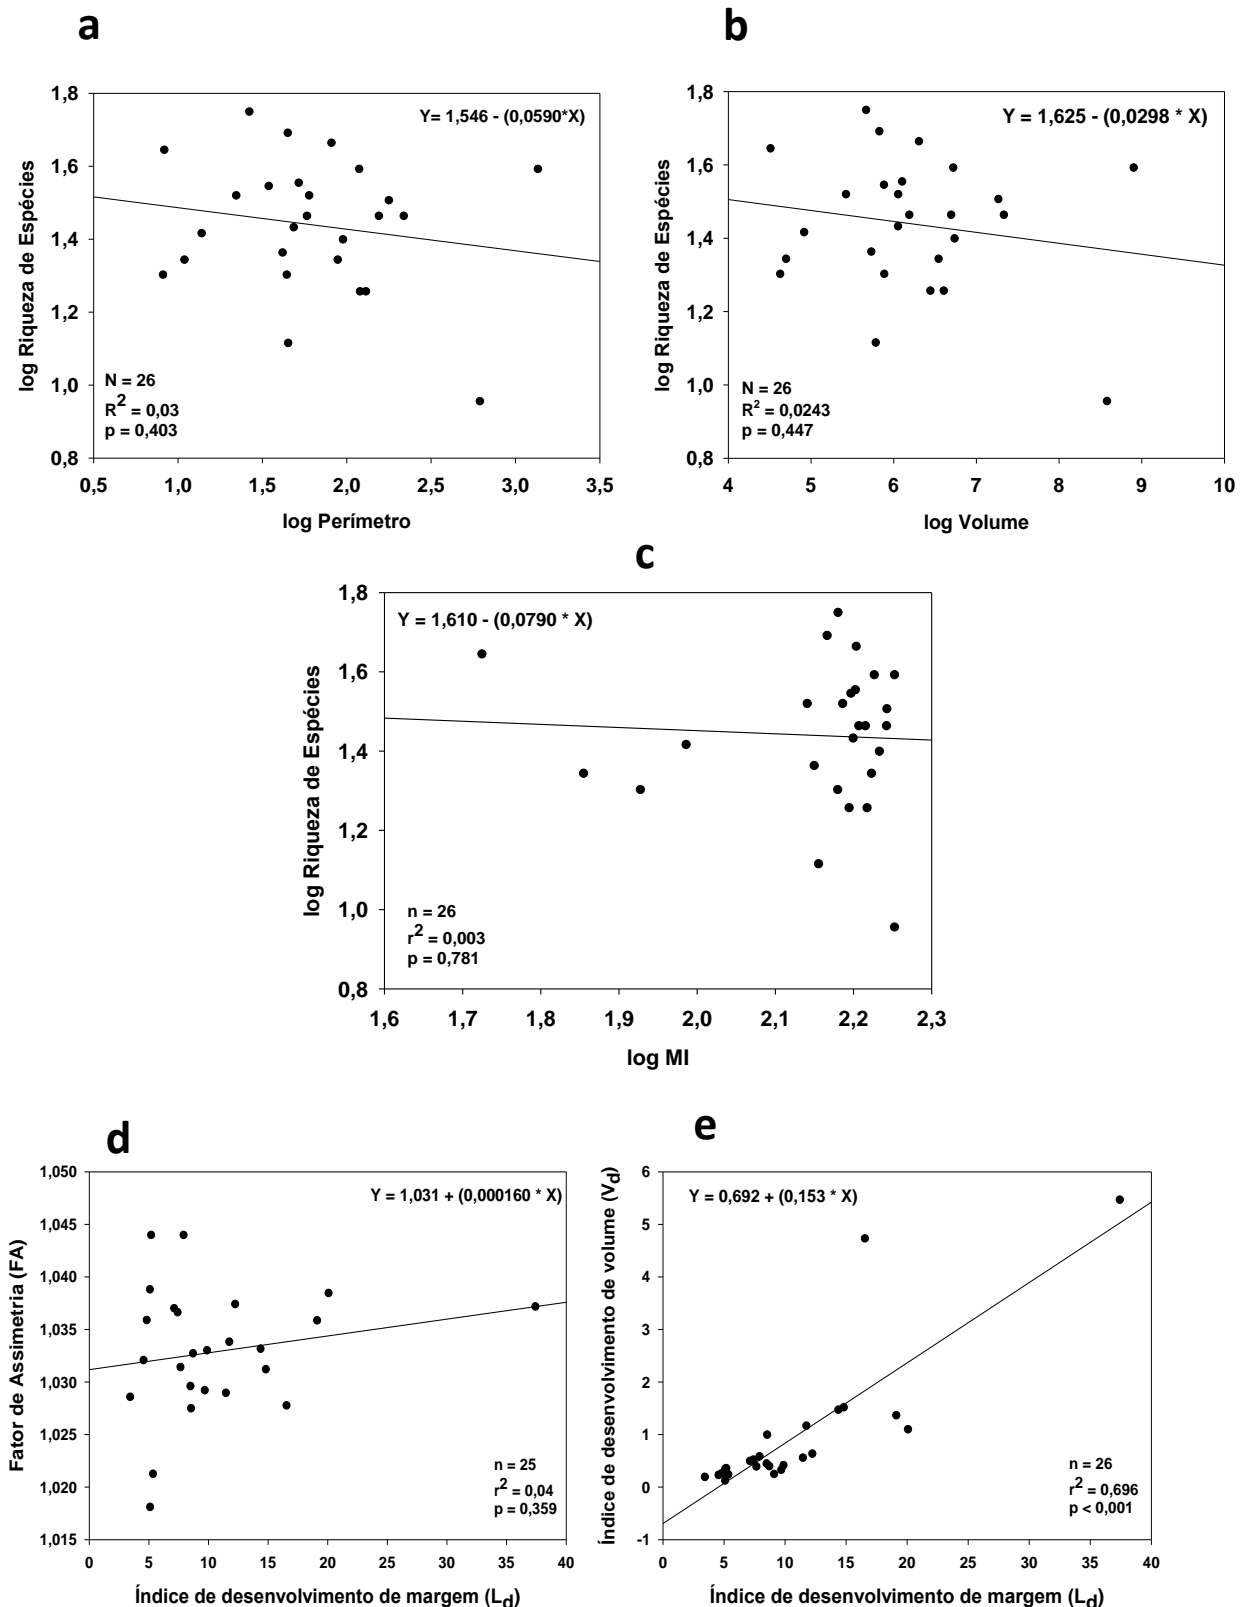 a
Y= 1,546 - (0,0590*X)
log Riqueza de Espécies
1,8
1,6
1,4
1,2
1,0
0,8
N = 26
R2 = 0,03
p = 0,403
0,5 1,0 1,5 2,0 2,5 3,0 3,5
log Perímetro
b
Y = 1,625 - (0,0298 * X)
log Riqueza de Espécies
1,8
1,6
1,4
1,2
1,0
0,8
N = 26
R2 = 0,0243
p = 0,447
4 5 6 7 8 9 10
log Volume
c
Y = 1,610 - (0,0790 * X)
log Riqueza de Espécies
1,8
1,6
1,4
1,2
1,0
0,8
n = 26
r2 = 0,003
p = 0,781
1,6 1,7 1,8 1,9 2,0 2,1 2,2 2,3
log MI
d
Y = 1,031 + (0,000160 * X)
Fator de Assimetria (FA)
1,050
1,045
1,040
1,035
1,030
1,025
1,020
1,015
n = 25
r2 = 0,04
p = 0,359
0 5 10 15 20 25 30 35 40
Índice de desenvolvimento de margem (Ld)
e
Y = 0,692 + (0,153 * X)
Índice de desenvolvimento de volume (Vd)
6
5
4
3
2
1
0
-1
n = 26
r2 = 0,696
p < 0,001
0 5 10 15 20 25 30 35 40
Índice de desenvolvimento de margem (Ld)